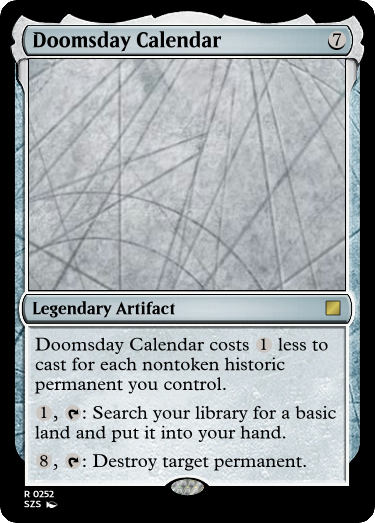 Doomsday Calendar 7
Legendary Artifact
Doomsday Calendar costs 1 less to
cast for each nontoken historic
permanent you control.
1, : Search your library for a basic
land and put it into your hand.
8, : Destroy target permanent.
R 0252
SZS